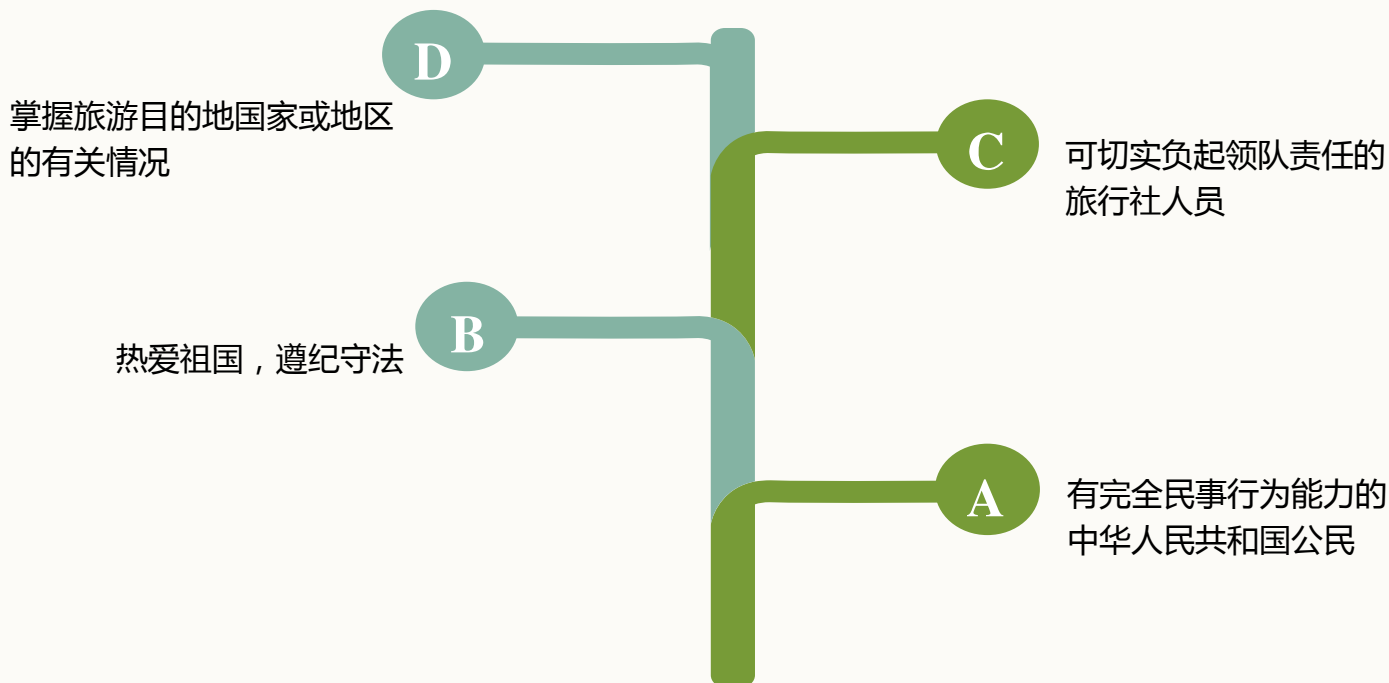 D
掌握旅游目的地国家或地区
的有关情况
C
可切实负起领队责任的
旅行社人员
B
热爱祖国，遵纪守法
A
有完全民事行为能力的
中华人民共和国公民